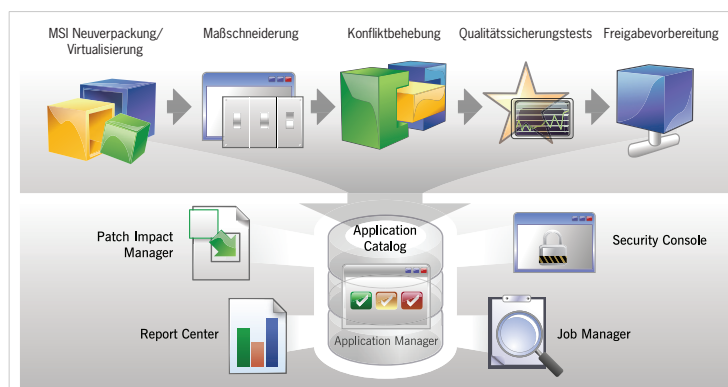 MSI Neuverpackung/
Virtualisierung
Maßschneiderung
Konfliktbehebung
Qualitätssicherungstests
Freigabevorbereitung
Patch Impact
Manager
Application
Catalog
Security Console
Report Center
Application Manager
Job Manager